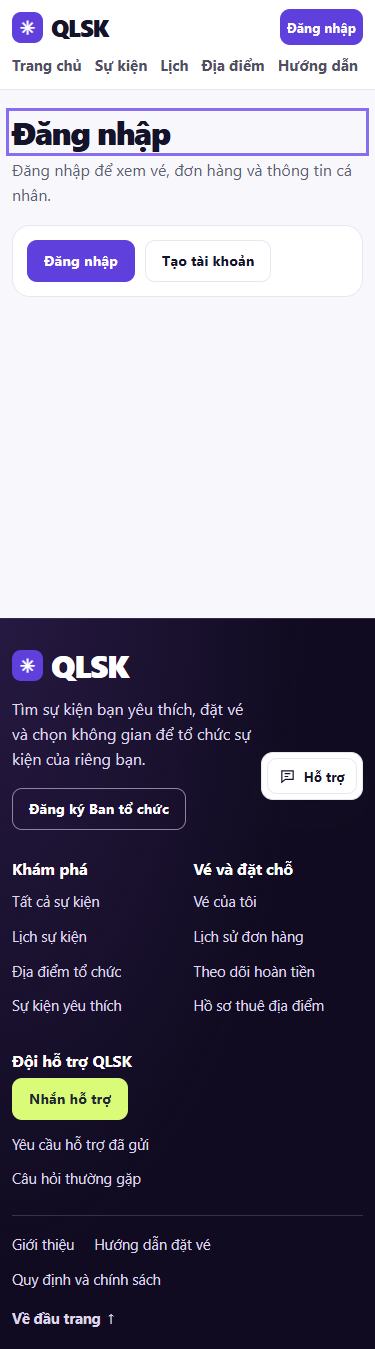 QLSK
Đăng nhập
Trang chủ Sự kiện Lịch Địa điểm Hướng dẫn
Đăng nhập
Đăng nhập để xem vé, đơn hàng và thông tin cá
nhân.
Đăng nhập Tạo tài khoản
QLSK
Tìm sự kiện bạn yêu thích, đặt vé
và chọn không gian để tổ chức sự
kiện của riêng bạn.
Hỗ trợ
Đăng ký Ban tổ chức
Khám phá
Tất cả sự kiện
Lịch sự kiện
Địa điểm tổ chức
Sự kiện yêu thích
Vé và đặt chỗ
Vé của tôi
Lịch sử đơn hàng
Theo dõi hoàn tiền
Hồ sơ thuê địa điểm
Đội hỗ trợ QLSK
Nhắn hỗ trợ
Yêu cầu hỗ trợ đã gửi
Câu hỏi thường gặp
Giới thiệu Hướng dẫn đặt vé
Quy định và chính sách
Về đầu trang ↑